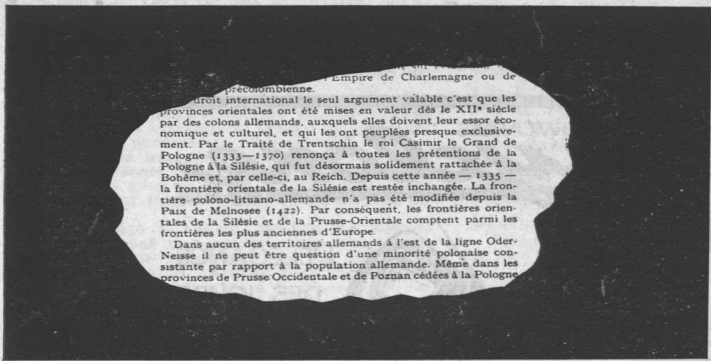 l'Empire de Charlemagne ou de
précolombienne.
droit international le seul argument valable c'est que les
provinces orientales ont été mises en valeur dès le XIIe siècle
par des colons allemands, auxquels elles doivent leur essor éco-
nomique et culturel, et qui les ont peuplées presque exclusive-
ment. Par le Traité de Trentschin le roi Casimir le Grand de
Pologne (1333—1370) renonça à toutes les prétentions de la
Pologne à la Silésie, qui fut désormais solidement rattachée à la
Bohême et, par celle-ci, au Reich. Depuis cette année — 1335 —
la frontière orientale de la Silésie est restée inchangée. La fron-
tière polono-lituano-allemande n'a pas été modifiée depuis la
Paix de Melnosee (1422). Par conséquent, les frontières orien-
tales de la Silésie et de la Prusse-Orientale comptent parmi les
frontières les plus anciennes d'Europe.
Dans aucun des territoires allemands à l'est de la ligne Oder-
Neisse il ne peut être question d'une minorité polonaise con-
sistante par rapport à la population allemande. Même dans les
provinces de Prusse Occidentale et de Poznan cédées à la Pologne